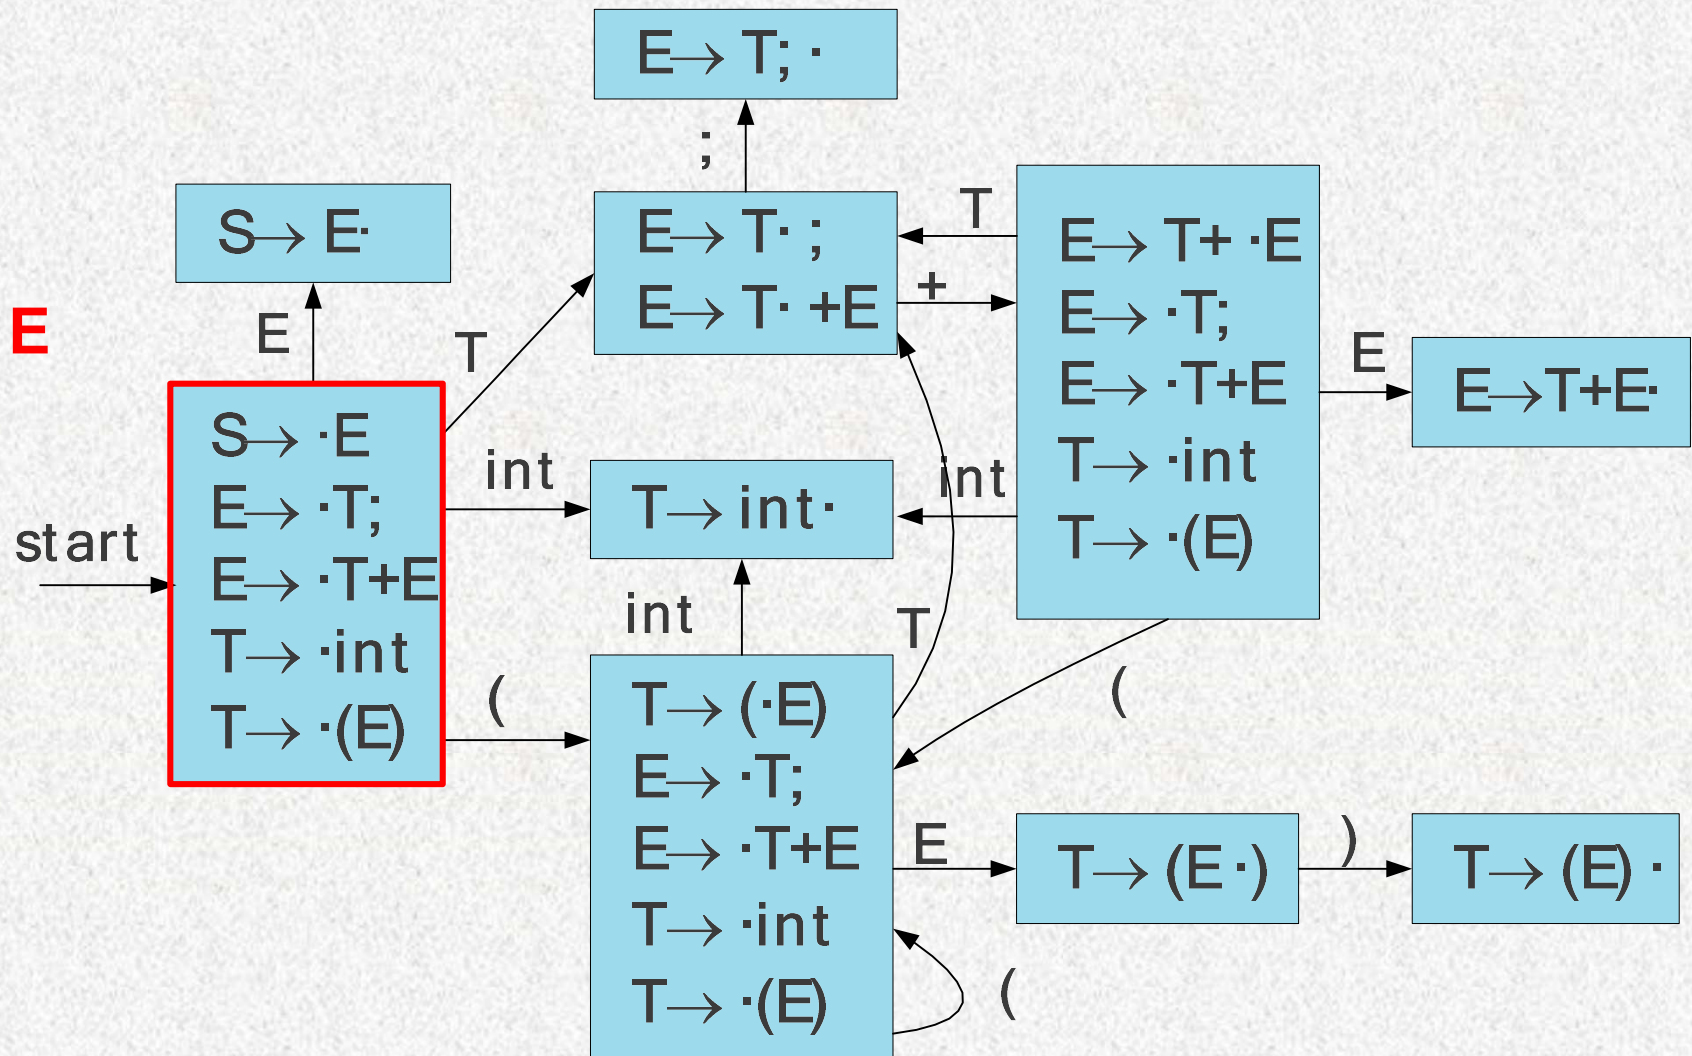 E→ T; ·
;
S→ E·
E→ T· ;
E→ T· +E
T
+
E→ T+ ·E
E→ ·T;
E→ ·T+E
T→ ·int
T→ ·(E)
E
E
T
E
E→T+E·
S→ ·E
E→ ·T;
E→ ·T+E
T→ ·int
T→ ·(E)
start
int
T→ int·
int
int
T
(
(
T→ (·E)
E→ ·T;
E→ ·T+E
T→ ·int
T→ ·(E)
E
T→ (E ·)
)
T→ (E) ·
(